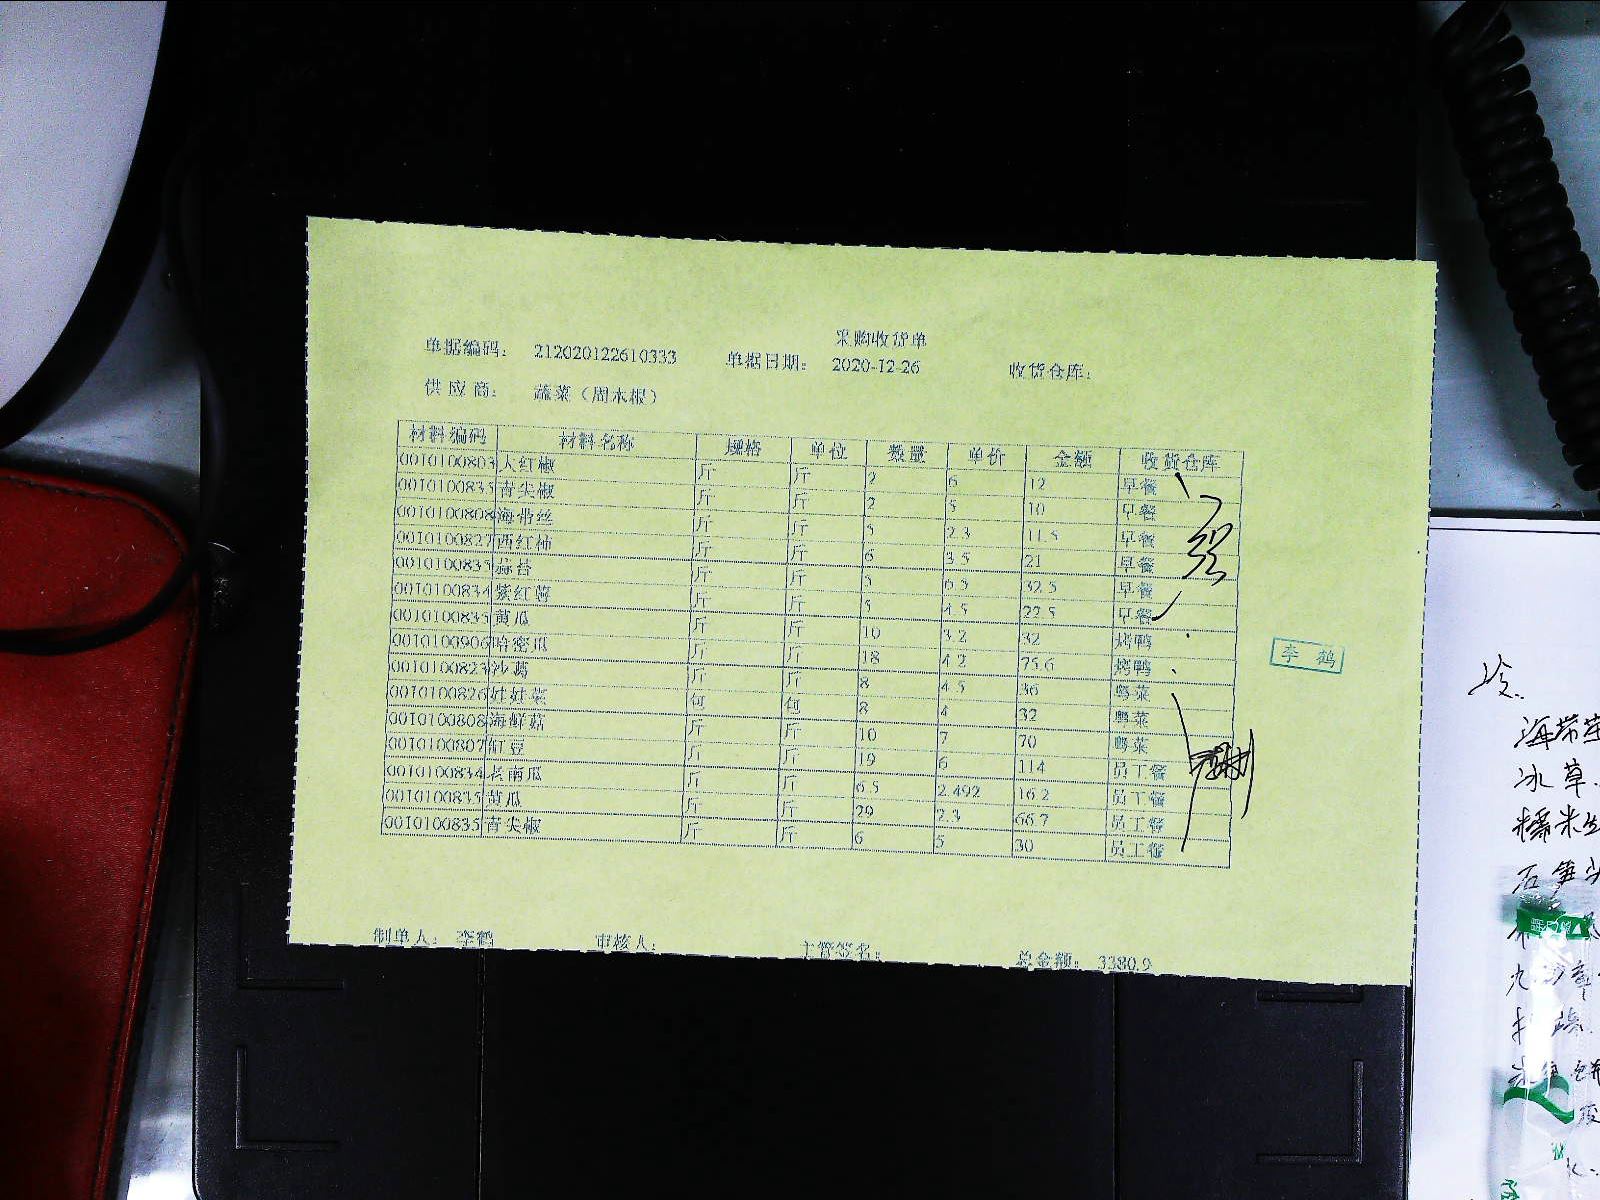 采购收货单
单据编码: 212020122610333 单据日期: 2020-12-26 收货仓库:
供应商: 蔬菜（周木根）
材料编码 材料名称 规格 单位 数量 单价 金额 收货仓库
0010100803 大红椒 斤 斤 2 6 12 早餐
0010100835 青尖椒 斤 斤 2 5 10 早餐
0010100808 海带丝 斤 斤 5 2.3 11.5 早餐
0010100827 西红柿 斤 斤 6 3.5 21 早餐
0010100835 蒜苔 斤 斤 5 6.5 32.5 早餐
0010100834 紫红薯 斤 斤 5 4.5 22.5 早餐
0010100835 黄瓜 斤 斤 10 3.2 32 烤鸭
0010100906 哈密瓜 斤 斤 18 4.2 75.6 烤鸭
0010100823 沙葛 斤 斤 8 4.5 36 粤菜
0010100826 娃娃菜 包 包 8 4 32 粤菜
0010100808 海鲜菇 斤 斤 10 7 70 粤菜
0010100807 豇豆 斤 斤 19 6 114 员工餐
0010100834 长南瓜 斤 斤 6.5 2.492 16.2 员工餐
0010100835 黄瓜 斤 斤 29 2.3 66.7 员工餐
0010100835 青尖椒 斤 斤 6 5 30 员工餐
制单人: 李鹤 审核人: 主管签名: 总金额: 3380.9
李鹤
海带
冰草
糯米
石笋